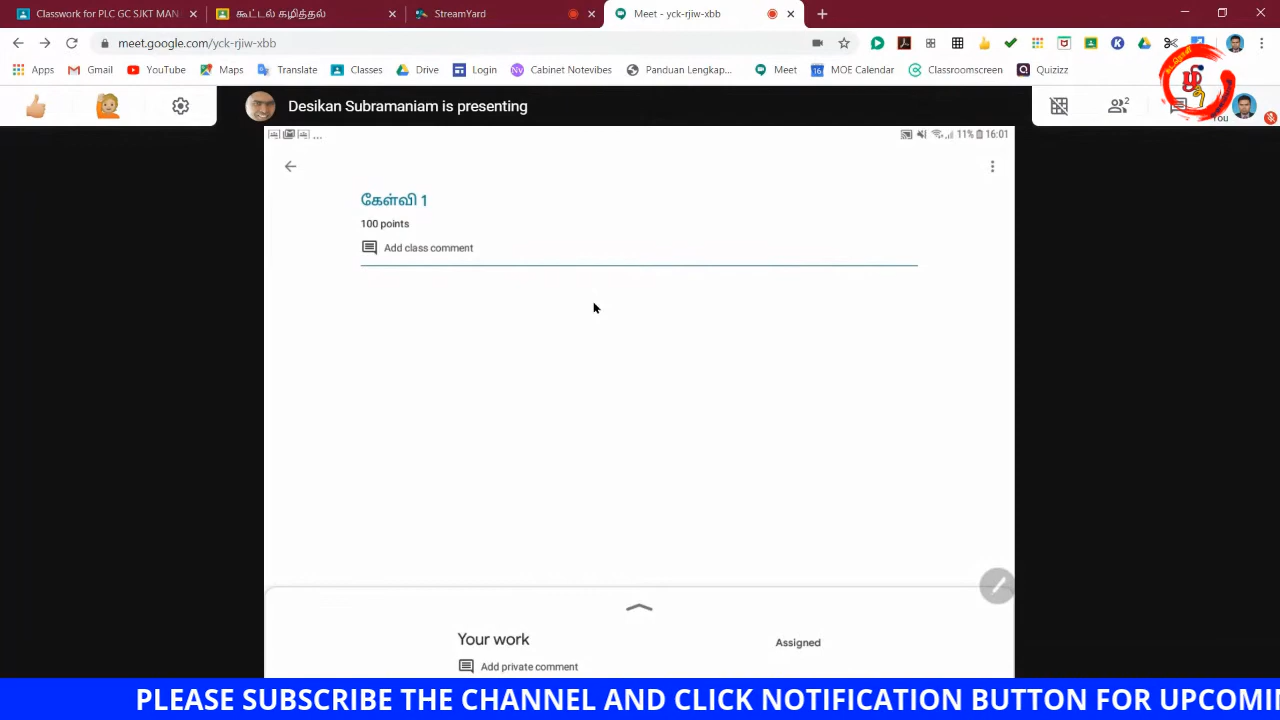 Classwork for PLC GC SJKT MAN
கூட்டல் கழித்தல்
StreamYard
Meet - yck-rjiw-xbb
meet.google.com/yck-rjiw-xbb
Apps
Gmail
YouTube
Maps
Translate
Classes
Drive
Login
Cabinet Notevibes
Panduan Lengkap...
Meet
MOE Calendar
Classroomscreen
Quizizz
Desikan Subramaniam is presenting
2
You
11% 16:01
கேள்வி 1
100 points
Add class comment
Your work
Assigned
Add private comment
PLEASE SUBSCRIBE THE CHANNEL AND CLICK NOTIFICATION BUTTON FOR UPCOMI